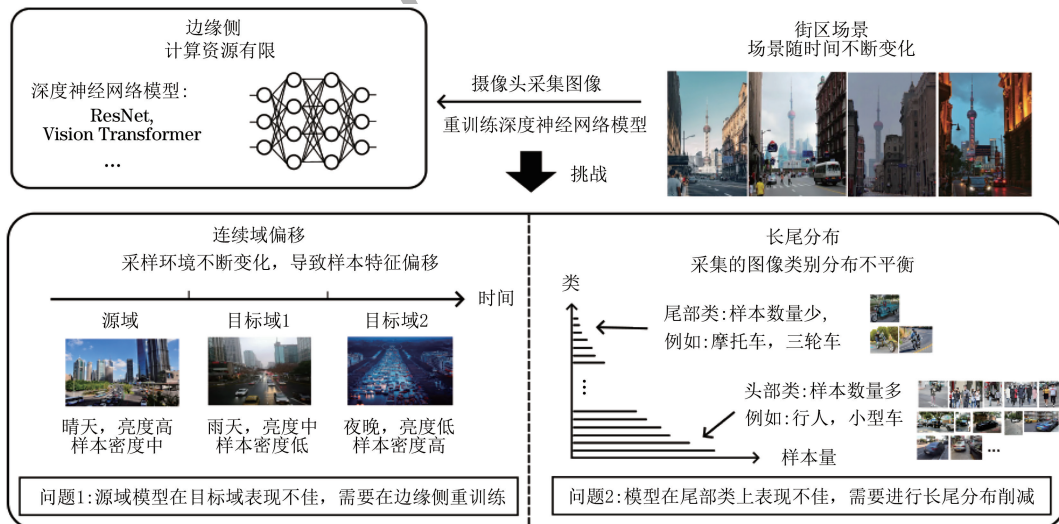 边缘侧
计算资源有限
深度神经网络模型:
ResNet,
Vision Transformer
...
摄像头采集图像
重训练深度神经网络模型
挑战
街区场景
场景随时间不断变化
连续域偏移
采样环境不断变化，导致样本特征偏移
时间
源域
目标域1
目标域2
晴天，亮度高
样本密度中
雨天，亮度中
样本密度低
夜晚，亮度低
样本密度高
问题1:源域模型在目标域表现不佳，需要在边缘侧重训练
长尾分布
采集的图像类别分布不平衡
类
尾部类:样本数量少,
例如:摩托车，三轮车
⋮
头部类:样本数量多
例如:行人，小型车
...
样本量
问题2:模型在尾部类上表现不佳，需要进行长尾分布削减